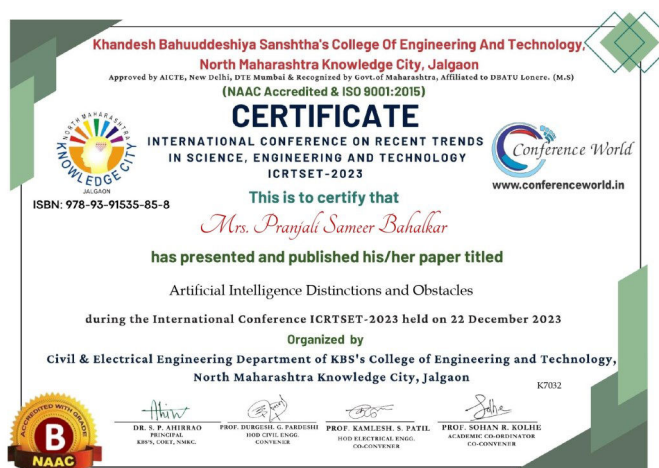 Khandesh Bahuuddeshiya Sanshtha's College Of Engineering And Technology,
North Maharashtra Knowledge City, Jalgaon
Approved by AICTE, New Delhi, DTE Mumbai & Recognized by Govt.of Maharashtra, Affiliated to DBATU Lonere. (M.S)
(NAAC Accredited & ISO 9001:2015)
CERTIFICATE
INTERNATIONAL CONFERENCE ON RECENT TRENDS
IN SCIENCE, ENGINEERING AND TECHNOLOGY
ICRTSET-2023
NORTH MAHARASHTRA
KNOWLEDGE CITY
JALGAON
ISBN: 978-93-91535-85-8
Conference World
www.conferenceworld.in
This is to certify that
Mrs. Pranjali Sameer Bahalkar
has presented and published his/her paper titled
Artificial Intelligence Distinctions and Obstacles
during the International Conference ICRTSET-2023 held on 22 December 2023
Organized by
Civil & Electrical Engineering Department of KBS's College of Engineering and Technology,
North Maharashtra Knowledge City, Jalgaon
K7032
ACCREDITED WITH GRADE
B
NAAC
DR. S. P. AHIRRAO
PRINCIPAL
KBS'S, COET, NMKC.
PROF. DURGESH. G. PARDESHI
HOD CIVIL ENGG.
CONVENER
PROF. KAMLESH. S. PATIL
HOD ELECTRICAL ENGG.
CO-CONVENER
PROF. SOHAN R. KOLHE
ACADEMIC CO-ORDINATOR
CO-CONVENER